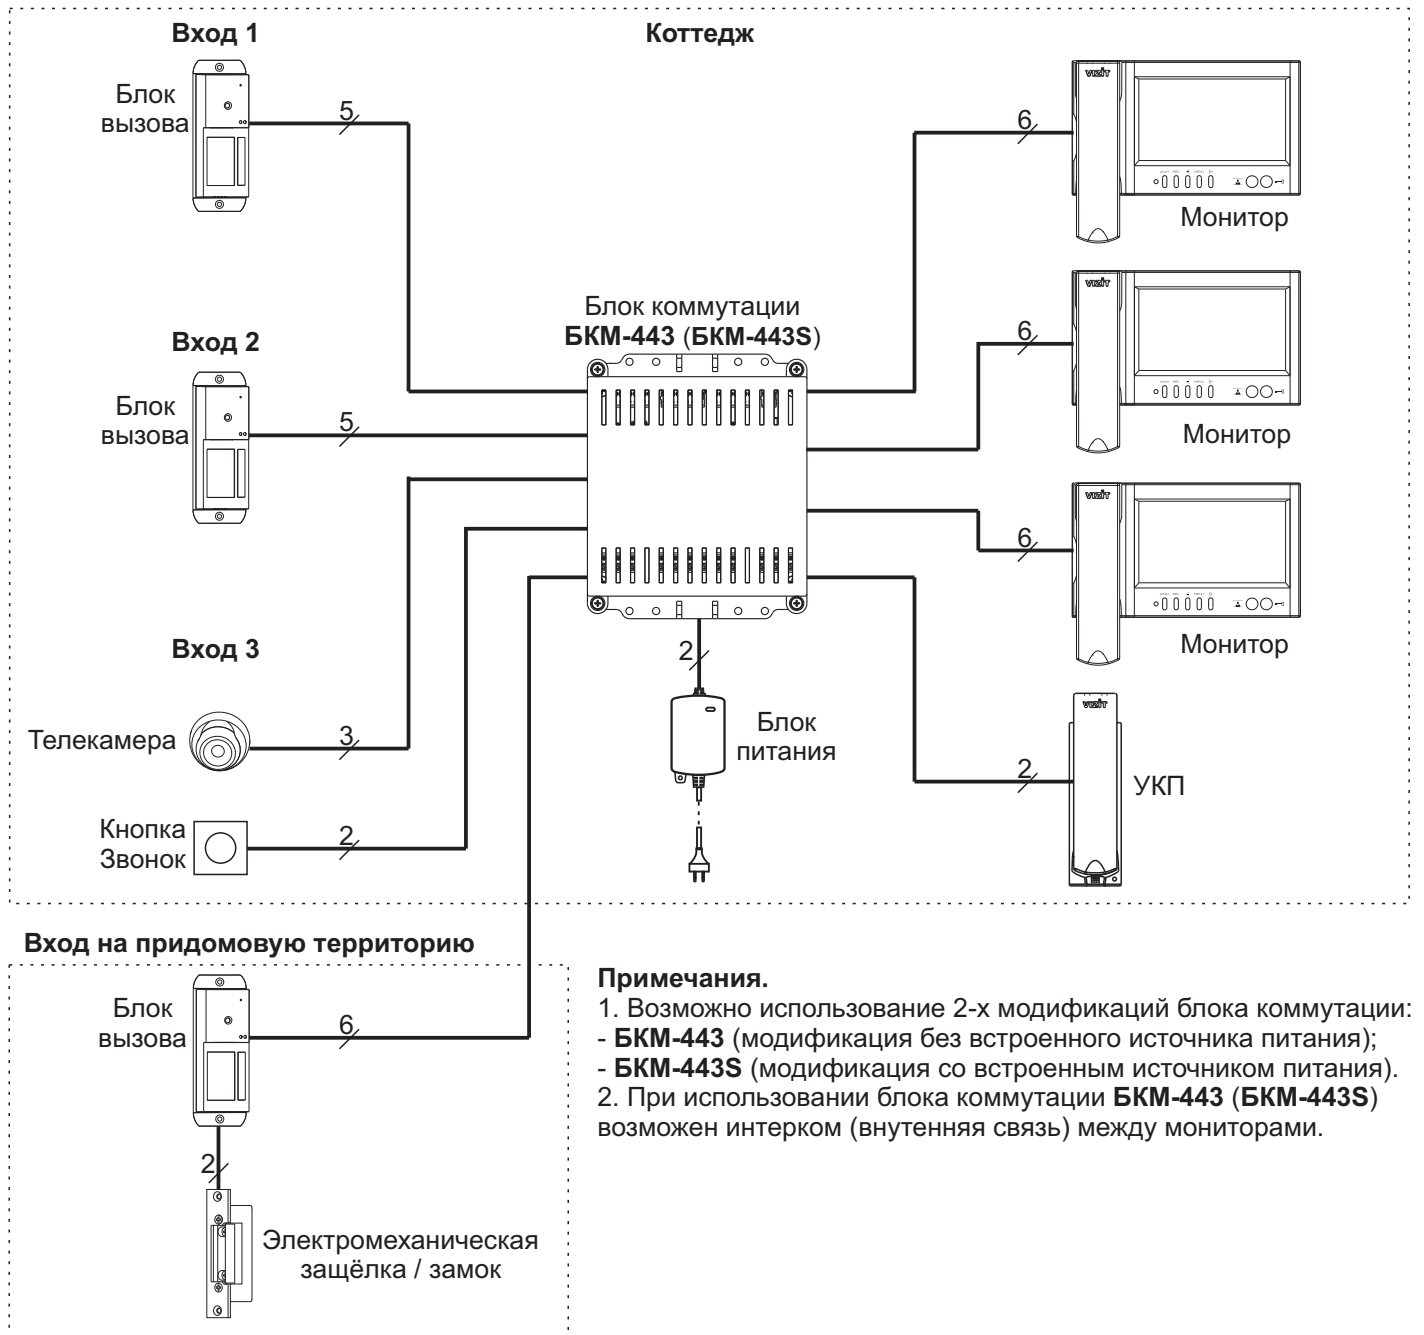 Вход 1
Коттедж
Блок
вызова
5
6
VIZIT
Монитор
Блок коммутации
БКМ-443 (БКМ-443S)
Вход 2
Блок
вызова
5
6
VIZIT
Монитор
6
VIZIT
Монитор
Вход 3
Телекамера
3
2
Блок
питания
Кнопка
Звонок
2
2
VIZIT
УКП
Вход на придомовую территорию
Блок
вызова
6
2
Электромеханическая
защёлка / замок
Примечания.
1. Возможно использование 2-х модификаций блока коммутации:
- БКМ-443 (модификация без встроенного источника питания);
- БКМ-443S (модификация со встроенным источником питания).
2. При использовании блока коммутации БКМ-443 (БКМ-443S)
возможен интерком (внутенняя связь) между мониторами.